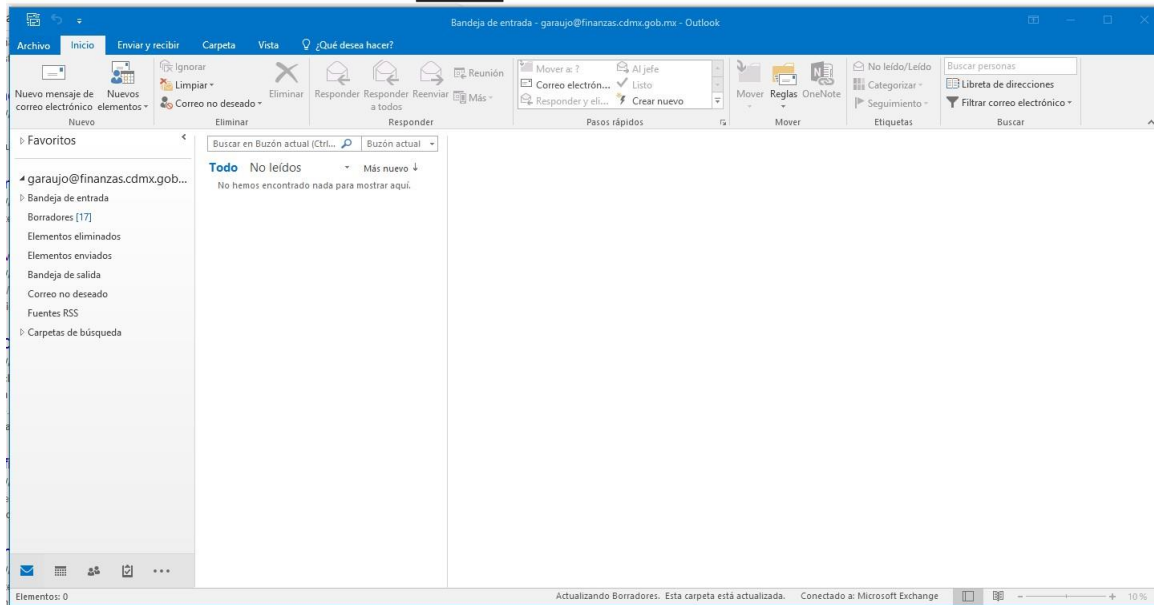 Bandeja de entrada - garaujo@finanzas.cdmx.gob.mx - Outlook
Archivo Inicio Enviar y recibir Carpeta Vista ¿Qué desea hacer?
Nuevo mensaje de correo electrónico
Nuevos elementos
Nuevo
Ignorar
Limpiar
Correo no deseado
Eliminar
Eliminar
Responder
Responder a todos
Reenviar
Reunión
Más
Responder
Mover a: ?
Correo electrón...
Responder y eli...
Al jefe
Listo
Crear nuevo
Pasos rápidos
Mover
Reglas
OneNote
Mover
No leído/Leído
Categorizar
Seguimiento
Etiquetas
Buscar personas
Libreta de direcciones
Filtrar correo electrónico
Buscar
Favoritos
garaujo@finanzas.cdmx.gob...
Bandeja de entrada
Borradores [17]
Elementos eliminados
Elementos enviados
Bandeja de salida
Correo no deseado
Fuentes RSS
Carpetas de búsqueda
Buscar en Buzón actual (Ctrl... Buzón actual
Todo No leídos Más nuevo ↓
No hemos encontrado nada para mostrar aquí.
Elementos: 0
Actualizando Borradores. Esta carpeta está actualizada. Conectado a: Microsoft Exchange 10 %